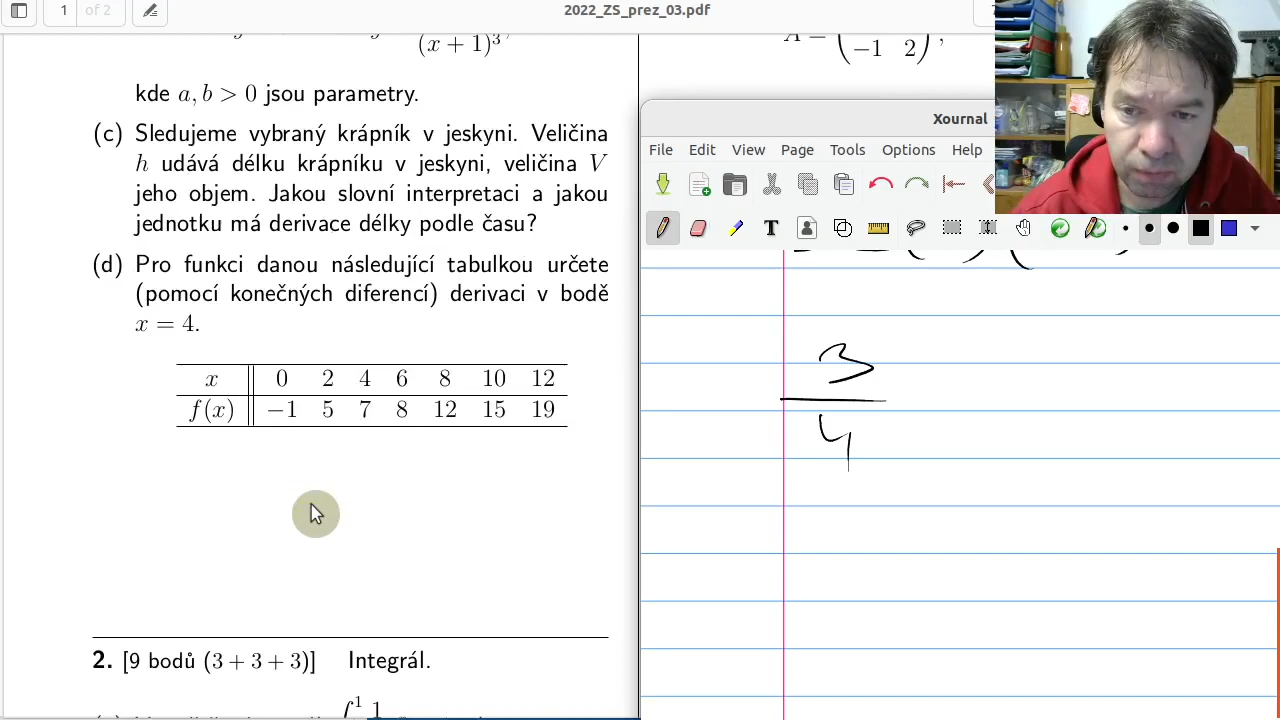 1 of 2
2022_ZS_prez_03.pdf
(x + 1)³,
kde a, b > 0 jsou parametry.
(c) Sledujeme vybraný krápník v jeskyni. Veličina
h udává délku krápníku v jeskyni, veličina V
jeho objem. Jakou slovní interpretaci a jakou
jednotku má derivace délky podle času?
(d) Pro funkci danou následující tabulkou určete
(pomocí konečných diferencí) derivaci v bodě
x = 4.
x 0 2 4 6 8 10 12
f(x) −1 5 7 8 12 15 19
2. [9 bodů (3 + 3 + 3)] Integrál.
A =
−1 2 ,
Xournal
File Edit View Page Tools Options Help
3
4